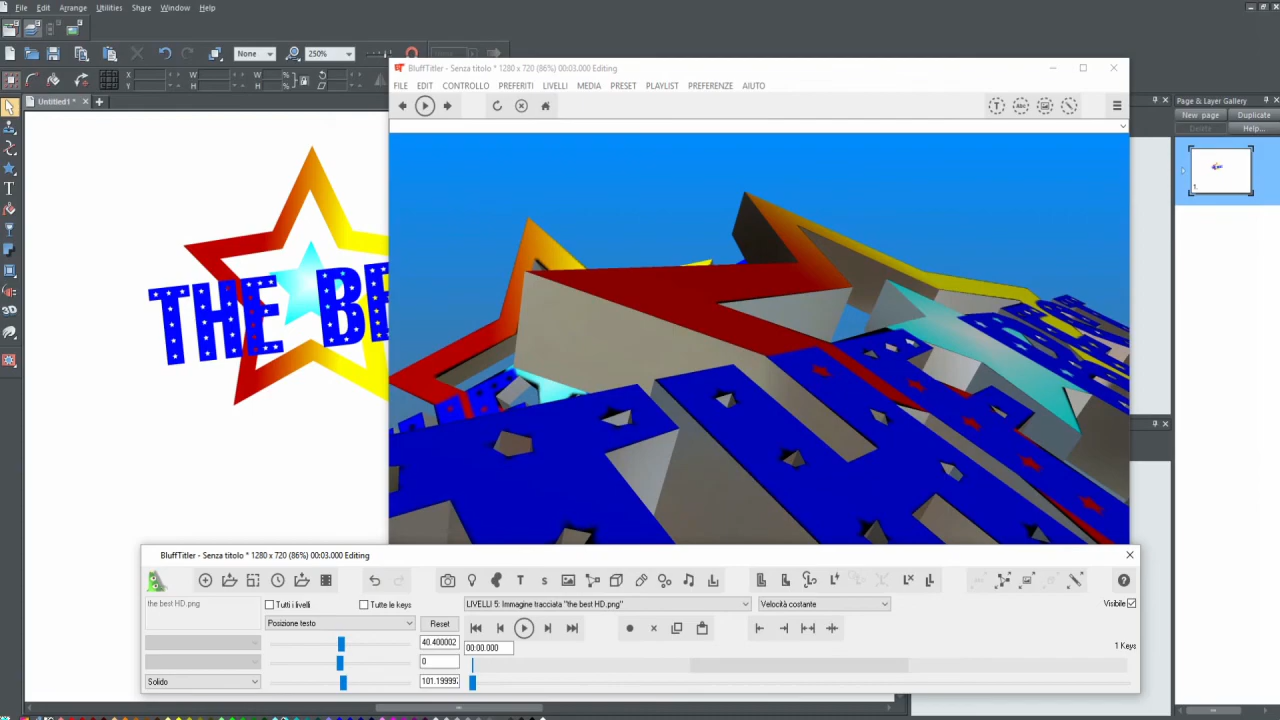 File Edit Arrange Utilities Share Window Help
None 250%
X W X W
Y H Y H
Untitled1 *
THE BE
BluffTitler - Senza titolo * 1280 x 720 (86%) 00:03.000 Editing
FILE EDIT CONTROLLO PREFERITI LIVELLI MEDIA PRESET PLAYLIST PREFERENZE AIUTO
Page & Layer Gallery
New page Duplicate
Delete Help...
1.
BluffTitler - Senza titolo * 1280 x 720 (86%) 00:03.000 Editing
the best HD.png
Tutti i livelli Tutte le keys
LIVELLI 5: Immagine tracciata "the best HD.png"
Velocità costante
Visibile
Posizione testo Reset
40.400002
00:00.000
1 Keys
0
Solido
101.19999